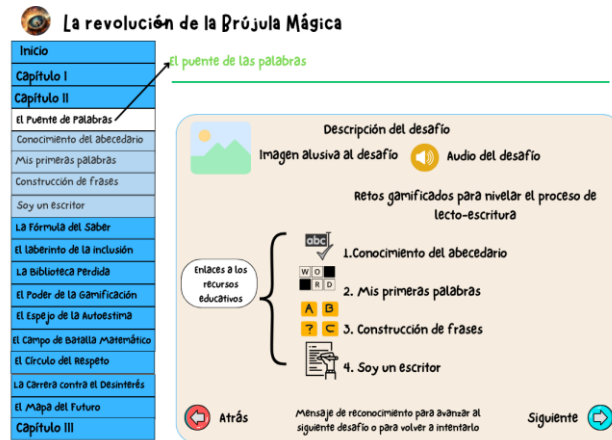 La revolución de la Brújula Mágica
Inicio
Capítulo I
Capítulo II
El Puente de Palabras
Conocimiento del abecedario
Mis primeras palabras
Construcción de frases
Soy un escritor
La Fórmula del Saber
El laberinto de la inclusión
La Biblioteca Perdida
El Poder de la Gamificación
El Espejo de la Autoestima
El Campo de Batalla Matemático
El Círculo del Respeto
La Carrera contra el Desinterés
El Mapa del Futuro
Capítulo III
El puente de las palabras
Descripción del desafío
Imagen alusiva al desafío
Audio del desafío
Retos gamificados para nivelar el proceso de
lecto-escritura
Enlaces a los
recursos
educativos
abc
1.Conocimiento del abecedario
W O
R D
2. Mis primeras palabras
A B
? C
3. Construcción de frases
4. Soy un escritor
Atrás
Mensaje de reconocimiento para avanzar al
siguiente desafío o para volver a intentarlo
Siguiente